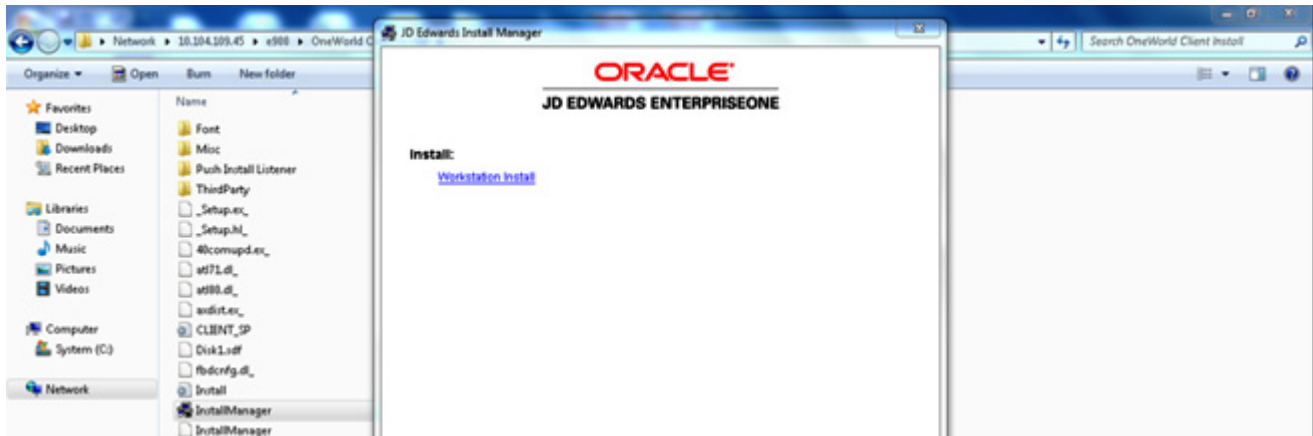 Network ▸ 10.104.109.45 ▸ e900 ▸ OneWorld C
Search OneWorld Client Install
Organize
Open
Burn
New folder
Favorites
Desktop
Downloads
Recent Places
Libraries
Documents
Music
Pictures
Videos
Computer
System (C:)
Network
Name
Font
Misc
Push Install Listener
ThirdParty
_Setup.ex_
_Setup.hl_
40comupd.ex_
atl71.dl_
atl80.dl_
axdist.ex_
CLIENT_SP
Disk1.sdf
fbdcnfg.dl_
Install
InstallManager
InstallManager
JD Edwards Install Manager
ORACLE'
JD EDWARDS ENTERPRISEONE
Install:
Workstation Install